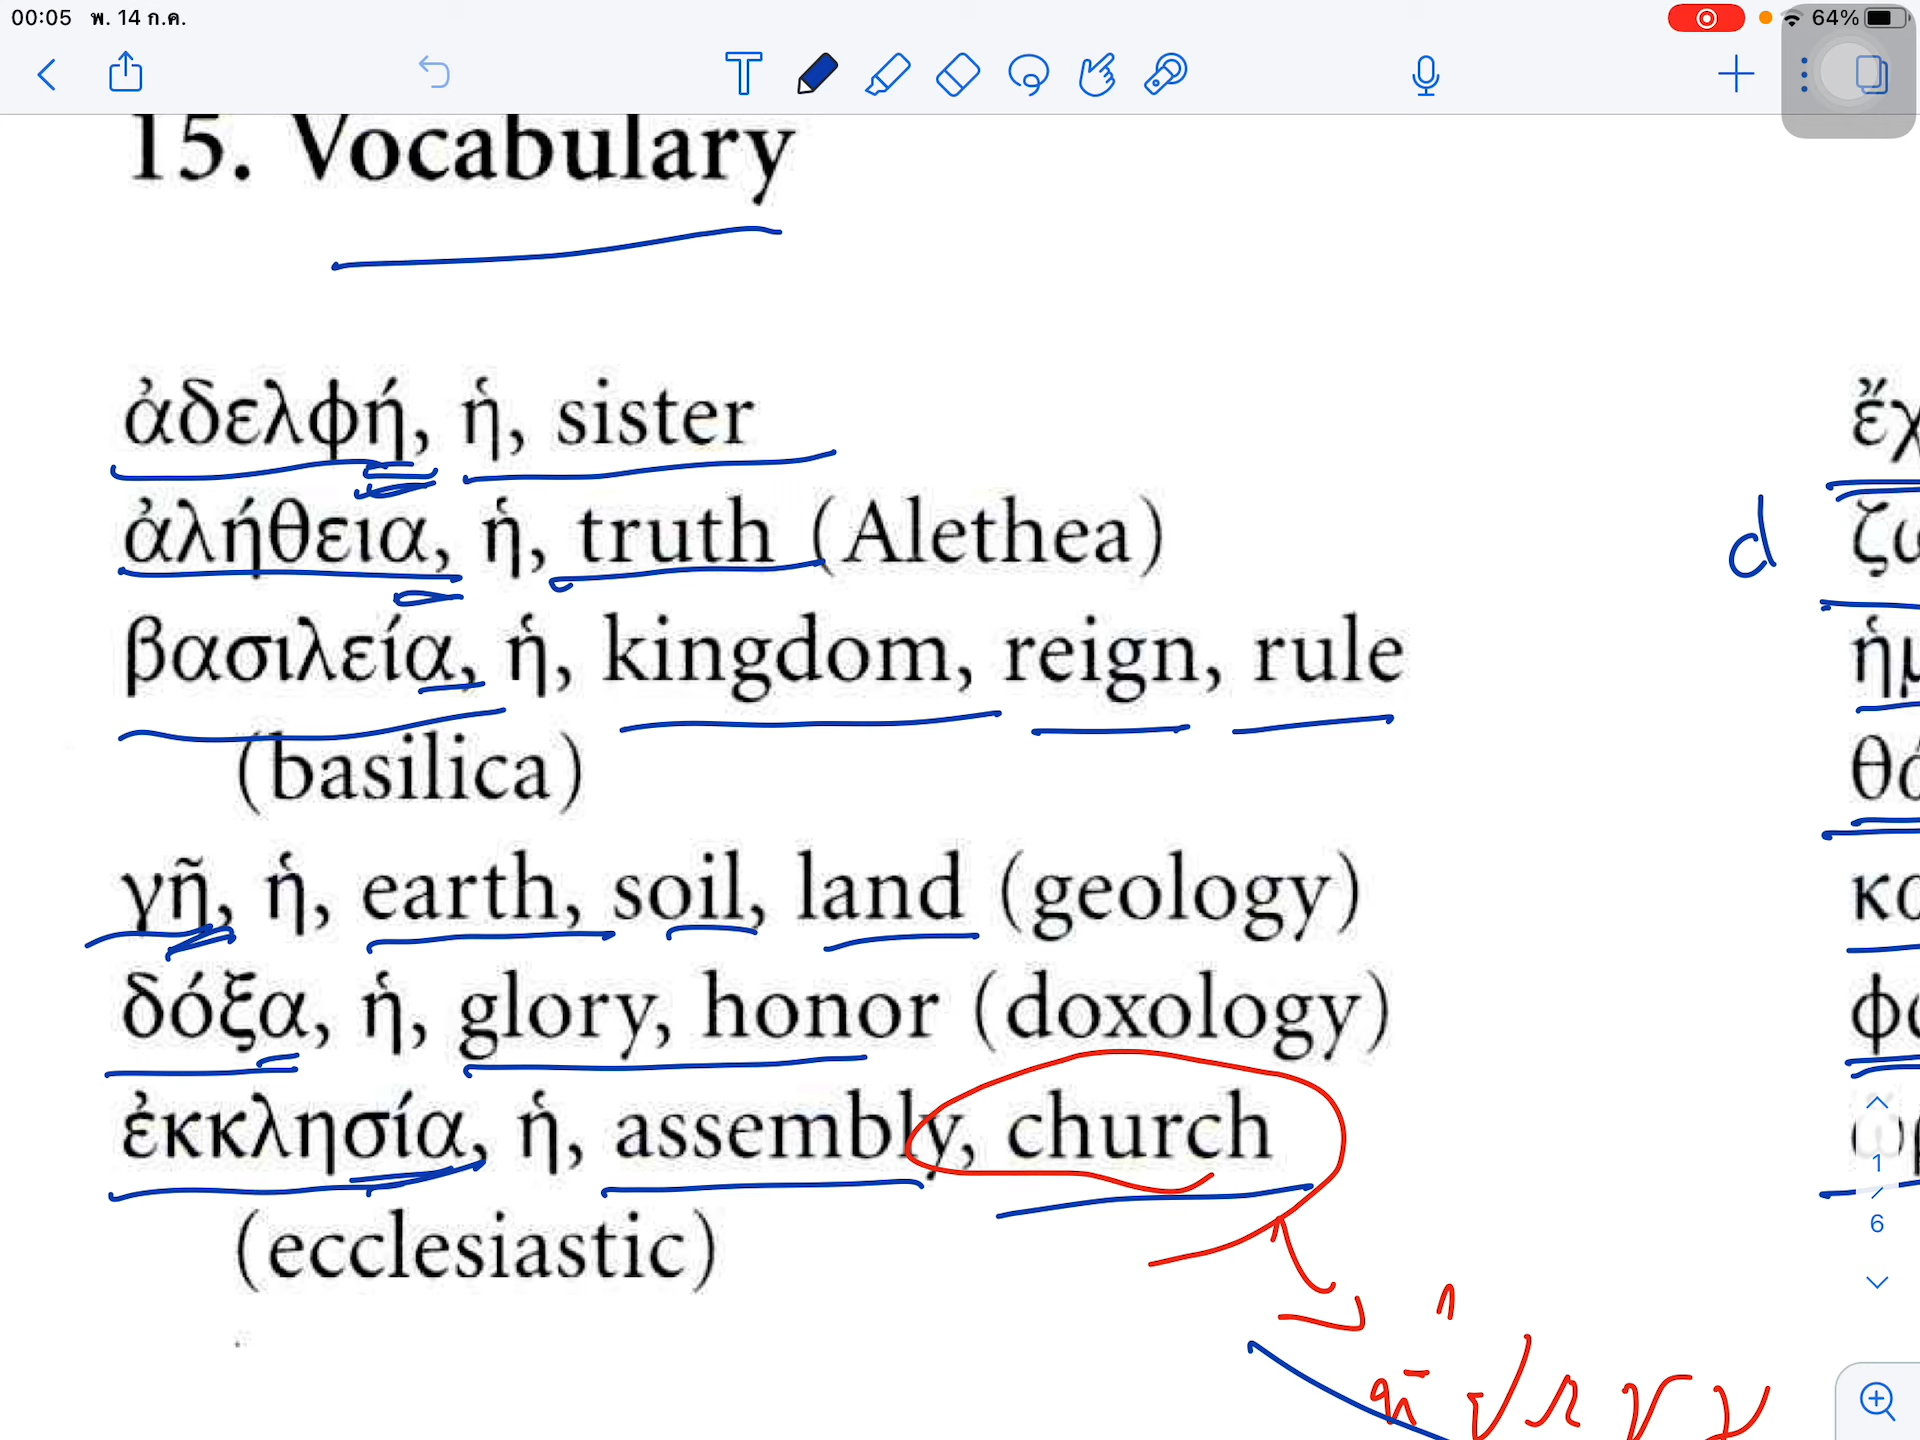 00:05 พ. 14 ก.ค. 64%
15. Vocabulary
ἀδελφή, ἡ, sister
ἀλήθεια, ἡ, truth (Alethea)
d
βασιλεία, ἡ, kingdom, reign, rule
(basilica)
γῆ, ἡ, earth, soil, land (geology)
δόξα, ἡ, glory, honor (doxology)
ἐκκλησία, ἡ, assembly, church
(ecclesiastic)
1
6